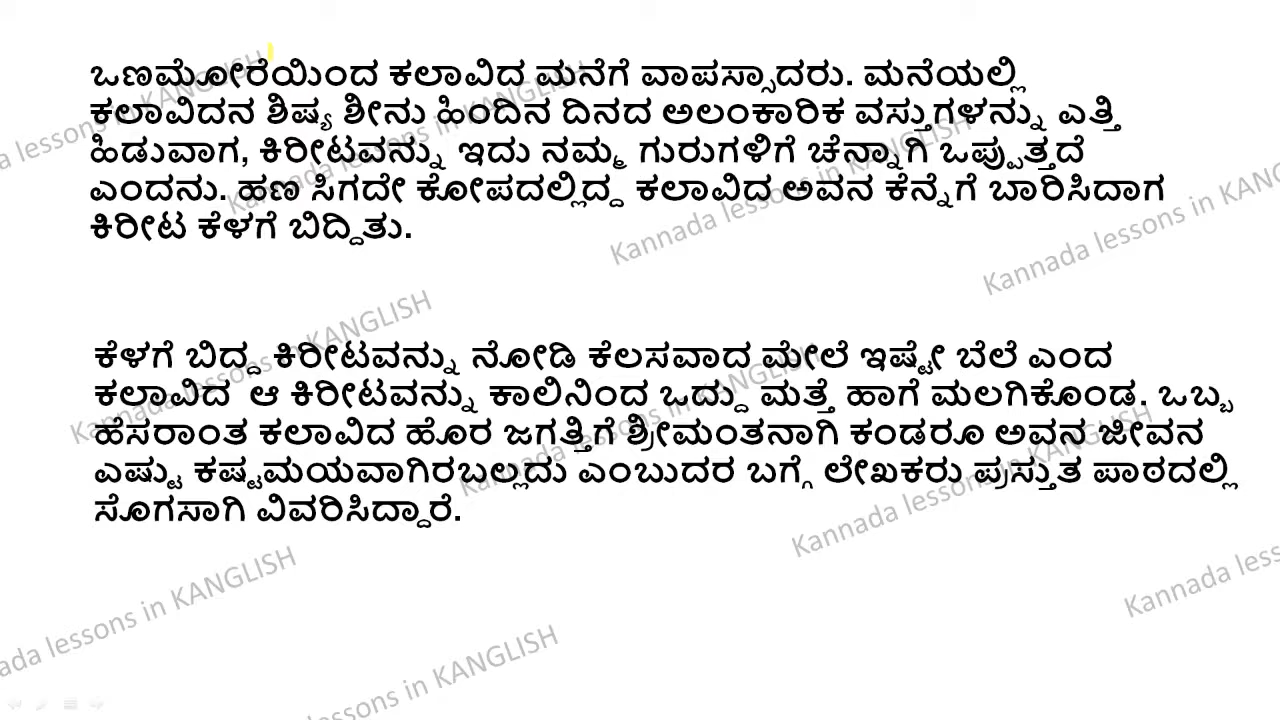 ಒಣಮೋರೆಯಿಂದ ಕಲಾವಿದ ಮನೆಗೆ ವಾಪಸ್ಸಾದರು. ಮನೆಯಲ್ಲಿ
ಕಲಾವಿದನ ಶಿಷ್ಯ ಶೀನು ಹಿಂದಿನ ದಿನದ ಅಲಂಕಾರಿಕ ವಸ್ತುಗಳನ್ನು ಎತ್ತಿ
ಹಿಡುವಾಗ, ಕಿರೀಟವನ್ನು ಇದು ನಮ್ಮ ಗುರುಗಳಿಗೆ ಚೆನ್ನಾಗಿ ಒಪ್ಪುತ್ತದೆ
ಎಂದನು. ಹಣ ಸಿಗದೇ ಕೋಪದಲ್ಲಿದ್ದ ಕಲಾವಿದ ಅವನ ಕೆನ್ನೆಗೆ ಬಾರಿಸಿದಾಗ
ಕಿರೀಟ ಕೆಳಗೆ ಬಿದ್ದಿತು.
ಕೆಳಗೆ ಬಿದ್ದ ಕಿರೀಟವನ್ನು ನೋಡಿ ಕೆಲಸವಾದ ಮೇಲೆ ಇಷ್ಟೇ ಬೆಲೆ ಎಂದ
ಕಲಾವಿದ ಆ ಕಿರೀಟವನ್ನು ಕಾಲಿನಿಂದ ಒದ್ದು ಮತ್ತೆ ಹಾಗೆ ಮಲಗಿಕೊಂಡ. ಒಬ್ಬ
ಹೆಸರಾಂತ ಕಲಾವಿದ ಹೊರ ಜಗತ್ತಿಗೆ ಶ್ರೀಮಂತನಾಗಿ ಕಂಡರೂ ಅವನ ಜೀವನ
ಎಷ್ಟು ಕಷ್ಟಮಯವಾಗಿರಬಲ್ಲದು ಎಂಬುದರ ಬಗ್ಗೆ ಲೇಖಕರು ಪ್ರಸ್ತುತ ಪಾಠದಲ್ಲಿ
ಸೊಗಸಾಗಿ ವಿವರಿಸಿದ್ದಾರೆ.
Kannada lessons in KANGLISH